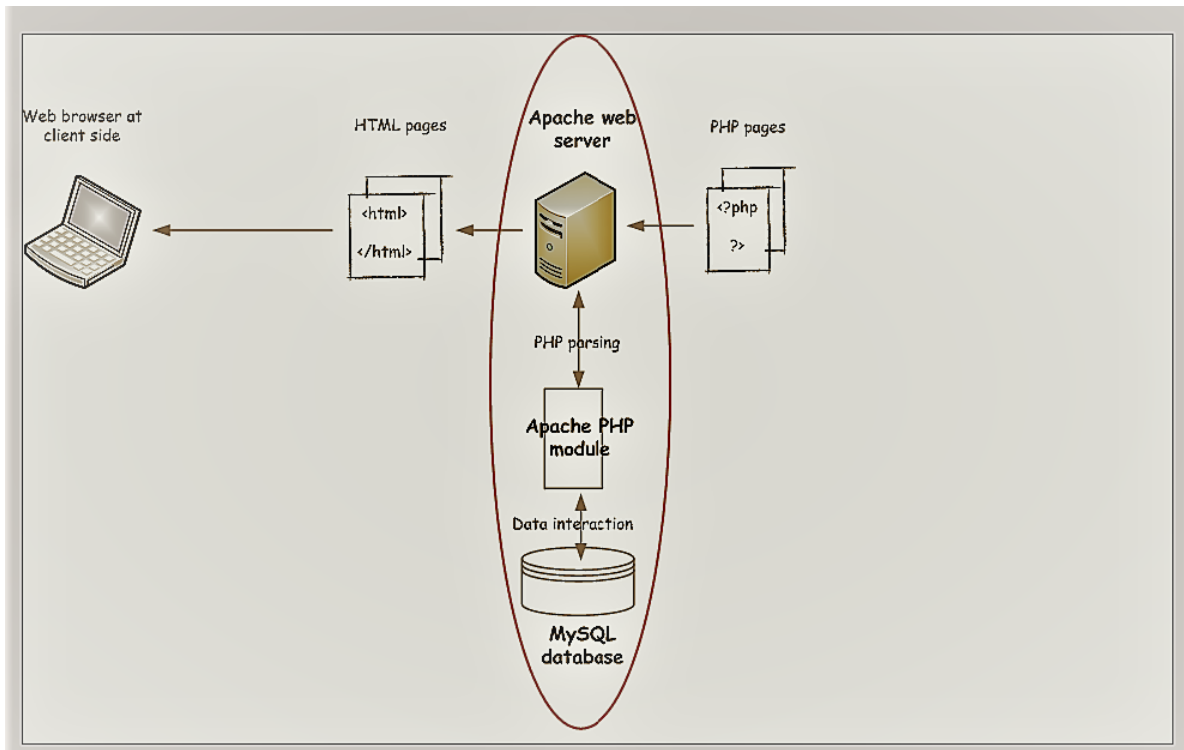 Web browser at
client side
HTML pages
<html>
</html>
Apache web
server
PHP pages
<?php
?>
PHP parsing
Apache PHP
module
Data interaction
MySQL
database